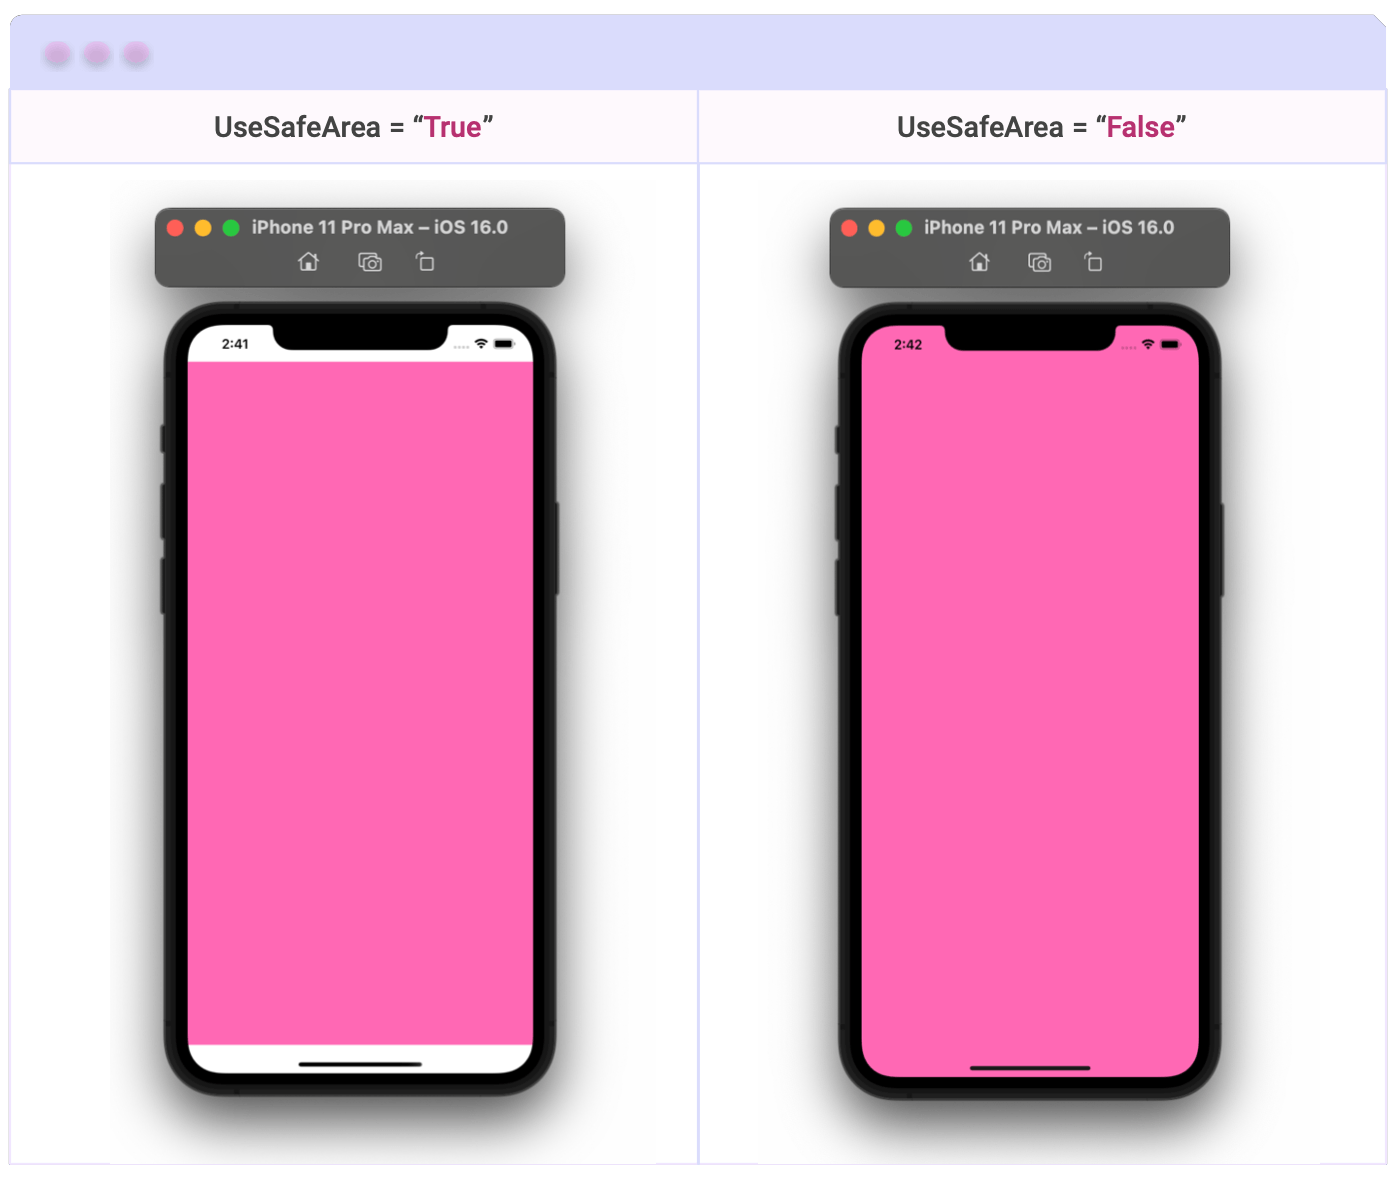 UseSafeArea = “True”
UseSafeArea = “False”
iPhone 11 Pro Max – iOS 16.0
2:41
iPhone 11 Pro Max – iOS 16.0
2:42